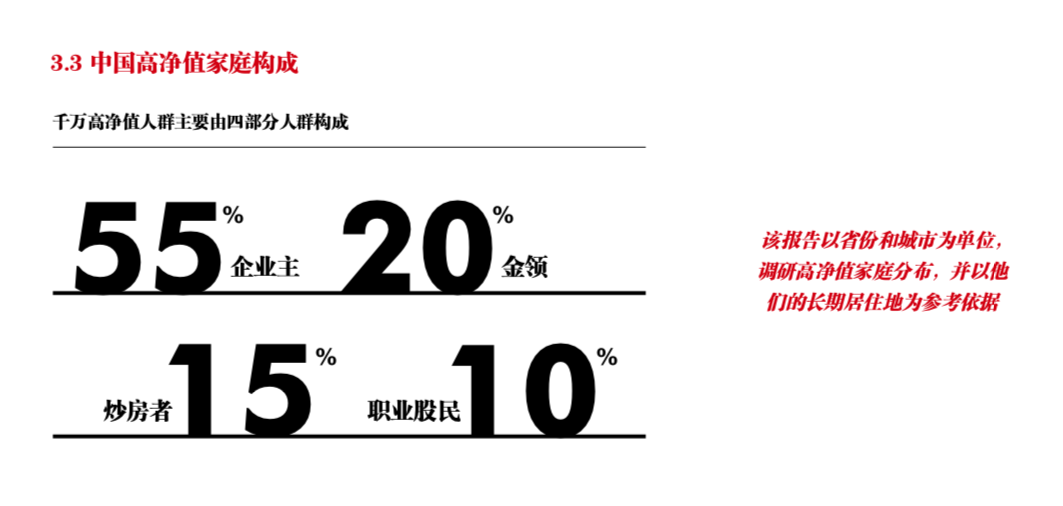 3.3 中国高净值家庭构成
千万高净值人群主要由四部分人群构成
55% 企业主
20% 金领
炒房者 15%
职业股民 10%
该报告以省份和城市为单位，
调研高净值家庭分布，并以他
们的长期居住地为参考依据